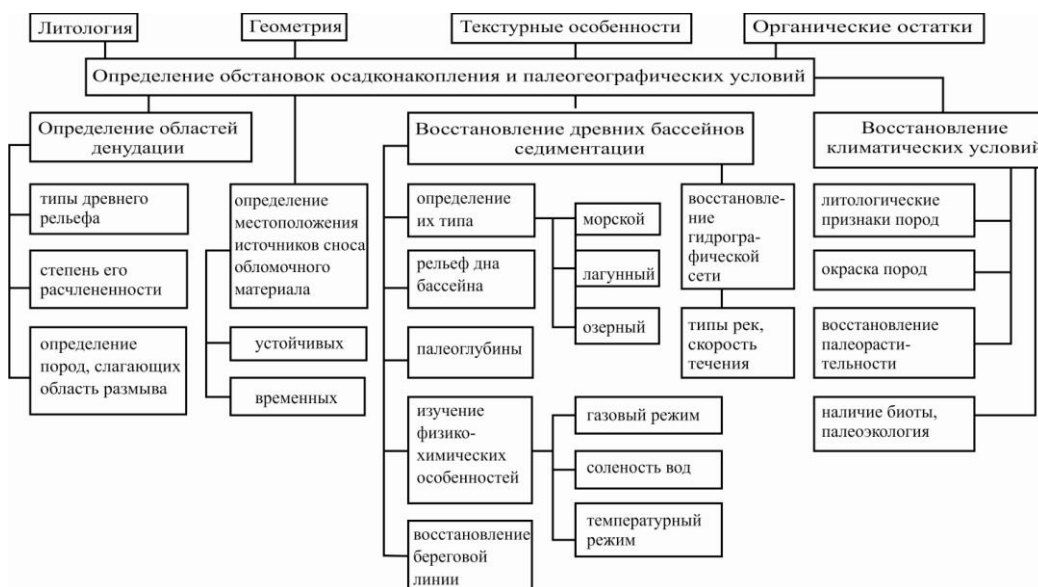 Литология
Геометрия
Текстурные особенности
Органические остатки
Определение обстановок осадконакопления и палеогеографических условий
Определение областей
денудации
типы древнего
рельефа
степень его
расчлененности
определение
пород, слагающих
область размыва
определение
местоположения
источников сноса
обломочного
материала
устойчивых
временных
Восстановление древних бассейнов
седиментации
определение
их типа
морской
лагунный
озерный
рельеф дна
бассейна
палеоглубины
изучение
физико-
химических
особенностей
газовый режим
соленость вод
температурный
режим
восстановление
береговой
линии
восстановле-
ние
гидрогра-
фической
сети
типы рек,
скорость
течения
Восстановление
климатических условий
литологические
признаки пород
окраска пород
восстановление
палеорасти-
тельности
наличие биоты,
палеоэкология